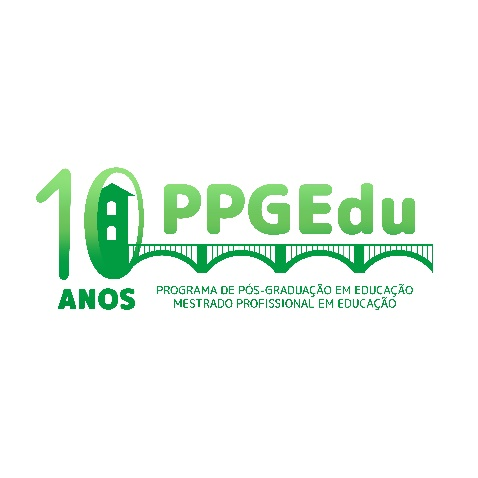 10
ANOS
PPGEdu
PROGRAMA DE PÓS-GRADUAÇÃO EM EDUCAÇÃO
MESTRADO PROFISSIONAL EM EDUCAÇÃO